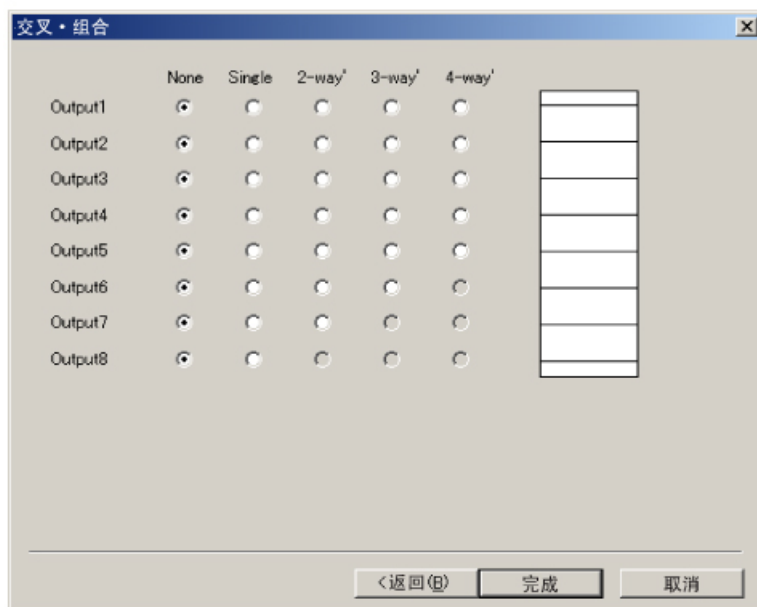 交叉・组合
None Single 2-way' 3-way' 4-way'
Output1
Output2
Output3
Output4
Output5
Output6
Output7
Output8
<返回(B) 完成 取消